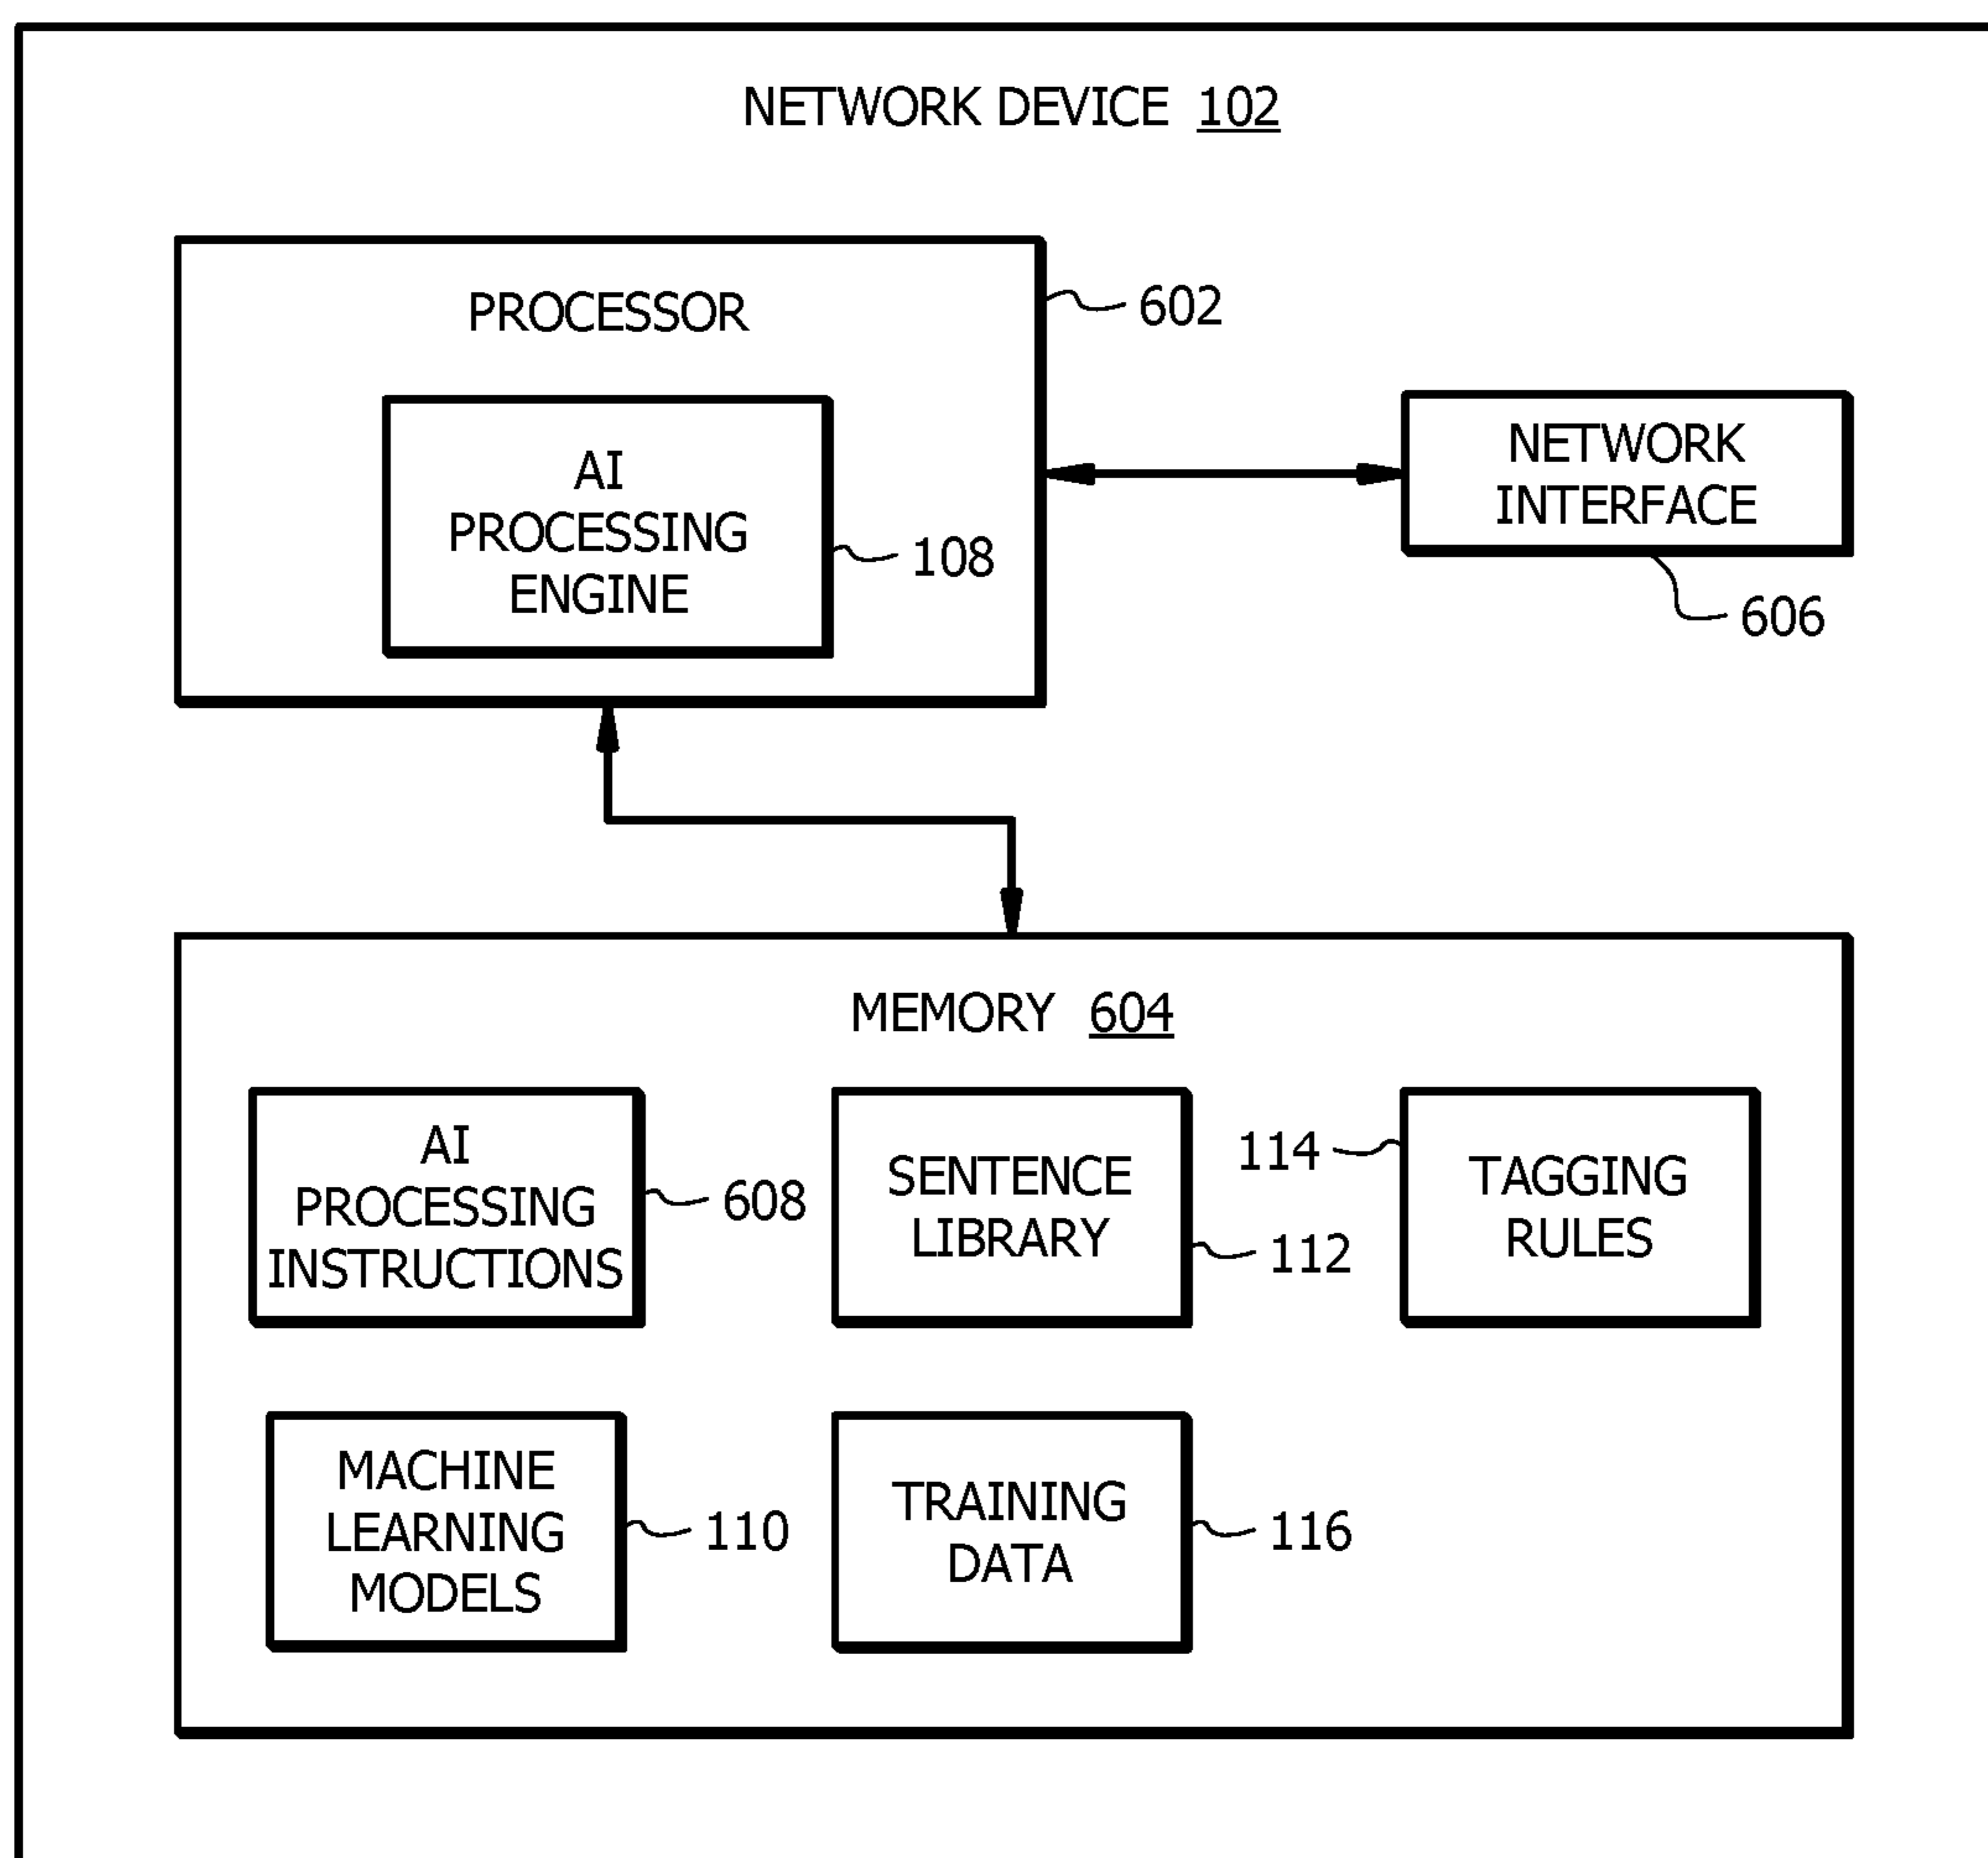 NETWORK DEVICE 102
PROCESSOR
602
AI
PROCESSING
ENGINE
108
NETWORK
INTERFACE
606
MEMORY 604
AI
PROCESSING
INSTRUCTIONS
608
SENTENCE
LIBRARY
112
114
TAGGING
RULES
MACHINE
LEARNING
MODELS
110
TRAINING
DATA
116